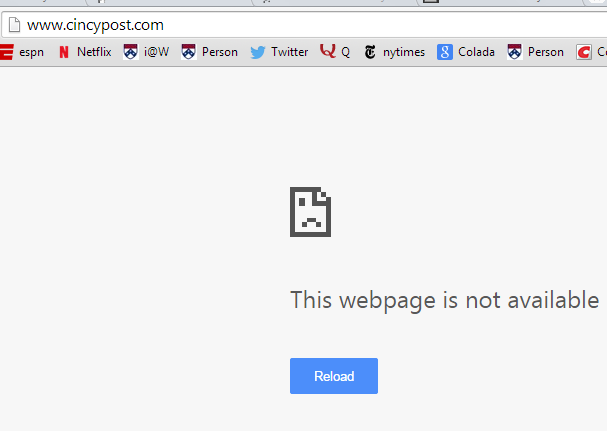 www.cincypost.com
espn Netflix i@W Person Twitter Q nytimes Colada Person
This webpage is not available
Reload